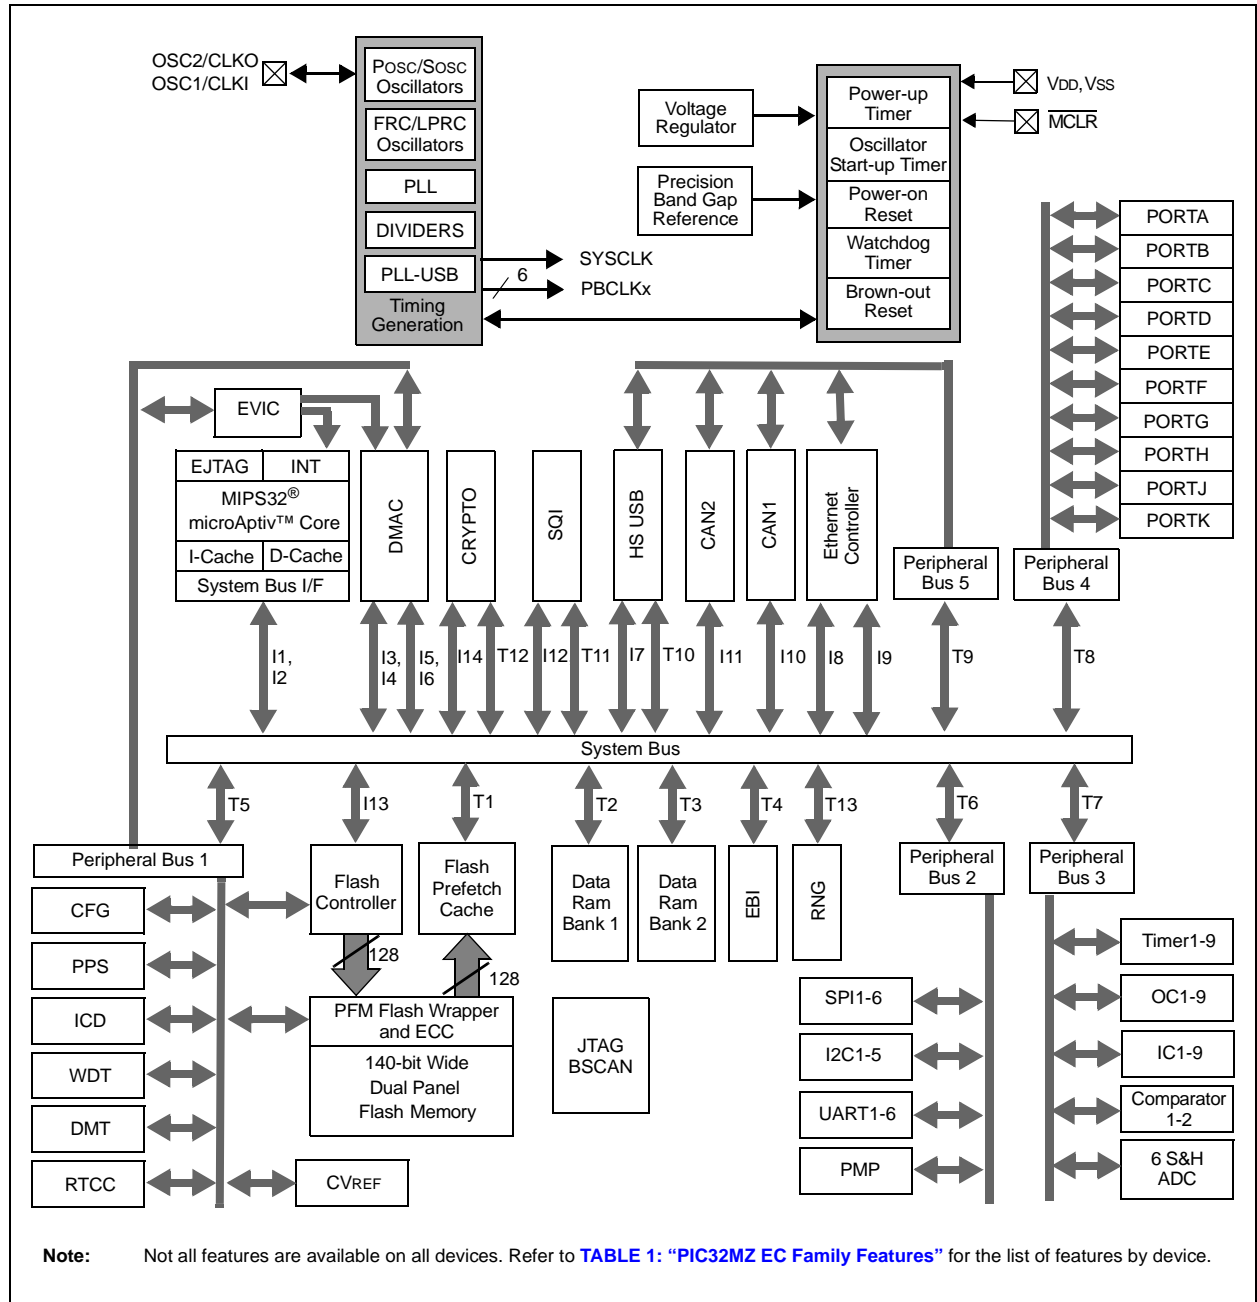 OSC2/CLKO
OSC1/CLKI
POSC/SOSC
Oscillators
FRC/LPRC
Oscillators
PLL
DIVIDERS
PLL-USB
Timing
Generation
6
SYSCLK
PBCLKx
Voltage
Regulator
Precision
Band Gap
Reference
Power-up
Timer
Oscillator
Start-up Timer
Power-on
Reset
Watchdog
Timer
Brown-out
Reset
VDD, VSS
MCLR
PORTA
PORTB
PORTC
PORTD
PORTE
PORTF
PORTG
PORTH
PORTJ
PORTK
EVIC
EJTAG
INT
MIPS32®
microAptiv™ Core
I-Cache
D-Cache
System Bus I/F
DMAC
CRYPTO
SQI
HS USB
CAN2
CAN1
Ethernet
Controller
Peripheral
Bus 5
Peripheral
Bus 4
I1,
I2
I3,
I4
I5,
I6
I14
T12
I12
T11
I7
T10
I11
I10
I8
I9
T9
T8
System Bus
T5
I13
T1
T2
T3
T4
T13
T6
T7
Peripheral Bus 1
Flash
Controller
Flash
Prefetch
Cache
Data
Ram
Bank 1
Data
Ram
Bank 2
EBI
RNG
Peripheral
Bus 2
Peripheral
Bus 3
CFG
PPS
ICD
WDT
DMT
RTCC
128
128
PFM Flash Wrapper
and ECC
140-bit Wide
Dual Panel
Flash Memory
CVREF
JTAG
BSCAN
SPI1-6
I2C1-5
UART1-6
PMP
Timer1-9
OC1-9
IC1-9
Comparator
1-2
6 S&H
ADC
Note: Not all features are available on all devices. Refer to TABLE 1: “PIC32MZ EC Family Features” for the list of features by device.